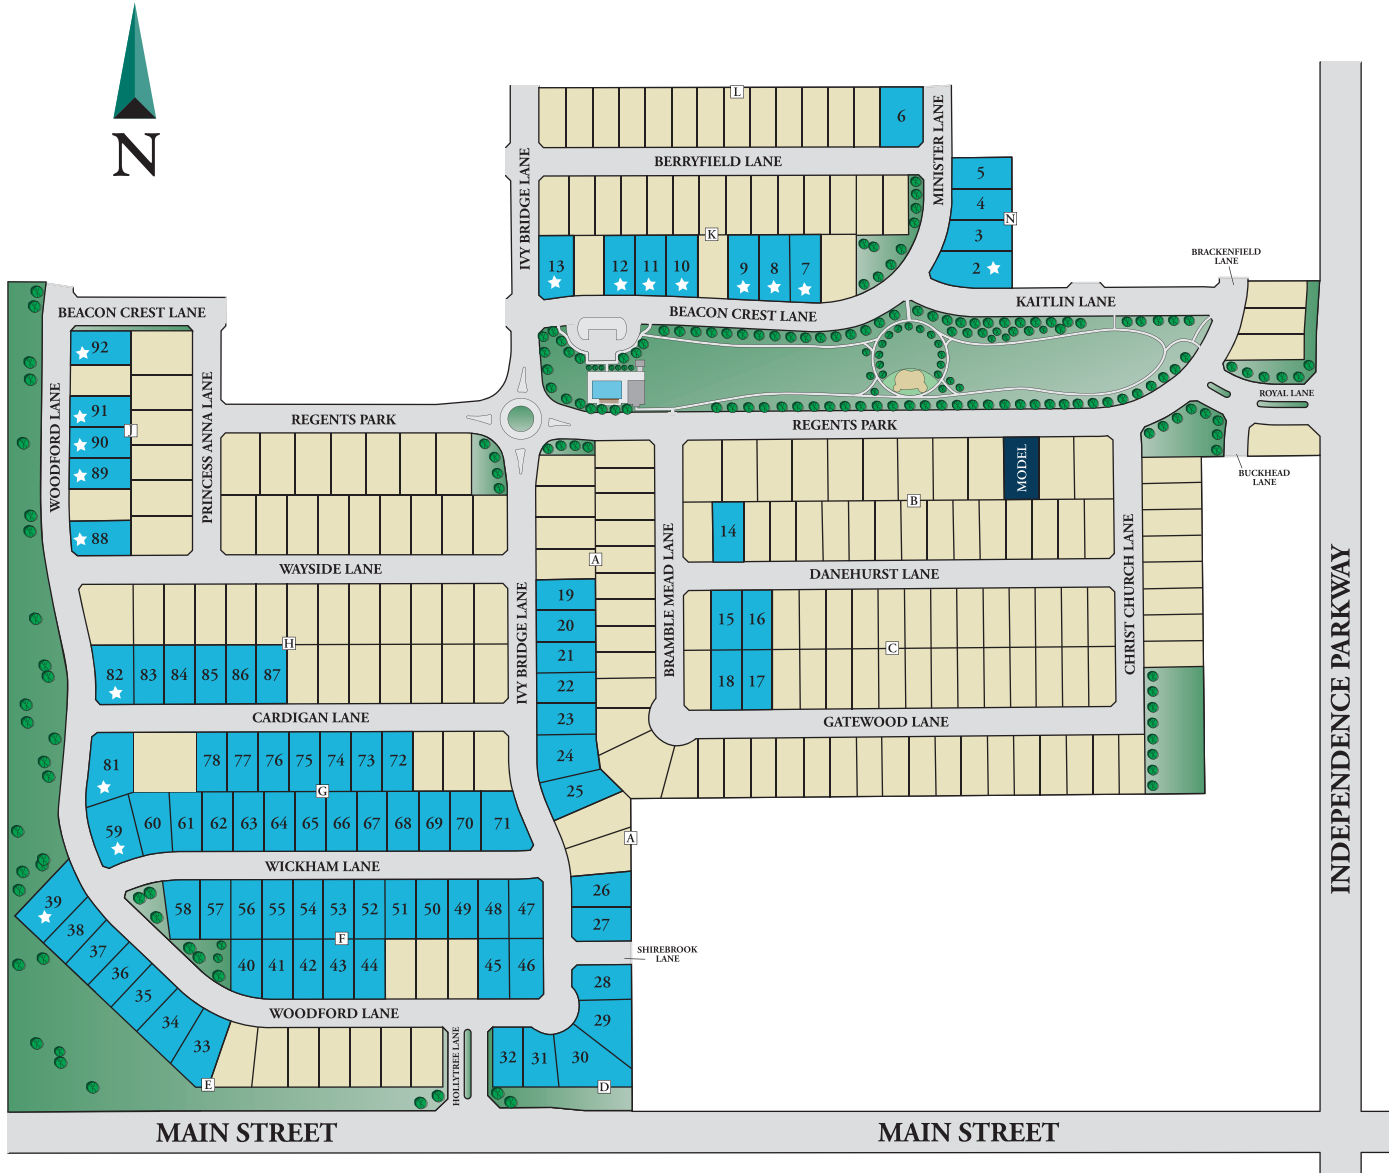 N
L
6
BERRYFIELD LANE
MINISTER LANE
IVY BRIDGE LANE
5
4
3
2
N
K
13
12
11
10
9
8
7
BEACON CREST LANE
KAITLIN LANE
BRACKENFIELD
LANE
ROYAL LANE
BUCKHEAD
LANE
BEACON CREST LANE
92
91
90
89
88
J
WOODFORD LANE
PRINCESS ANNA LANE
REGENTS PARK
REGENTS PARK
MODEL
B
14
A
BRAMBLE MEAD LANE
CHRIST CHURCH LANE
INDEPENDENCE PARKWAY
WAYSIDE LANE
DANEHURST LANE
IVY BRIDGE LANE
19
20
21
22
23
24
25
15
16
18
17
C
GATEWOOD LANE
H
82
83
84
85
86
87
CARDIGAN LANE
81
78
77
76
75
74
73
72
G
59
60
61
62
63
64
65
66
67
68
69
70
71
A
WICKHAM LANE
26
27
SHIREBROOK
LANE
28
29
30
31
32
D
58
57
56
55
54
53
52
51
50
49
48
47
F
40
41
42
43
44
45
46
39
38
37
36
35
34
33
E
WOODFORD LANE
HOLLYTREE LANE
MAIN STREET
MAIN STREET